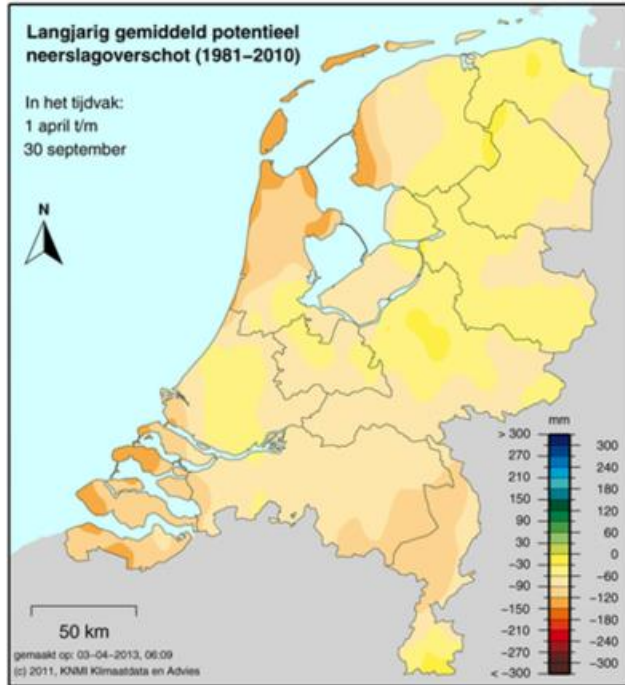 Langjarig gemiddeld potentieel
neerslagoverschot (1981–2010)
In het tijdvak:
1 april t/m
30 september
N
mm
> 300
270
210
150
90
30
−30
−90
−150
−210
−270
< −300
300
240
180
120
60
0
−60
−120
−180
−240
−300
50 km
gemaakt op: 03−04−2013, 06:09
(c) 2011, KNMI Klimaatdata en Advies